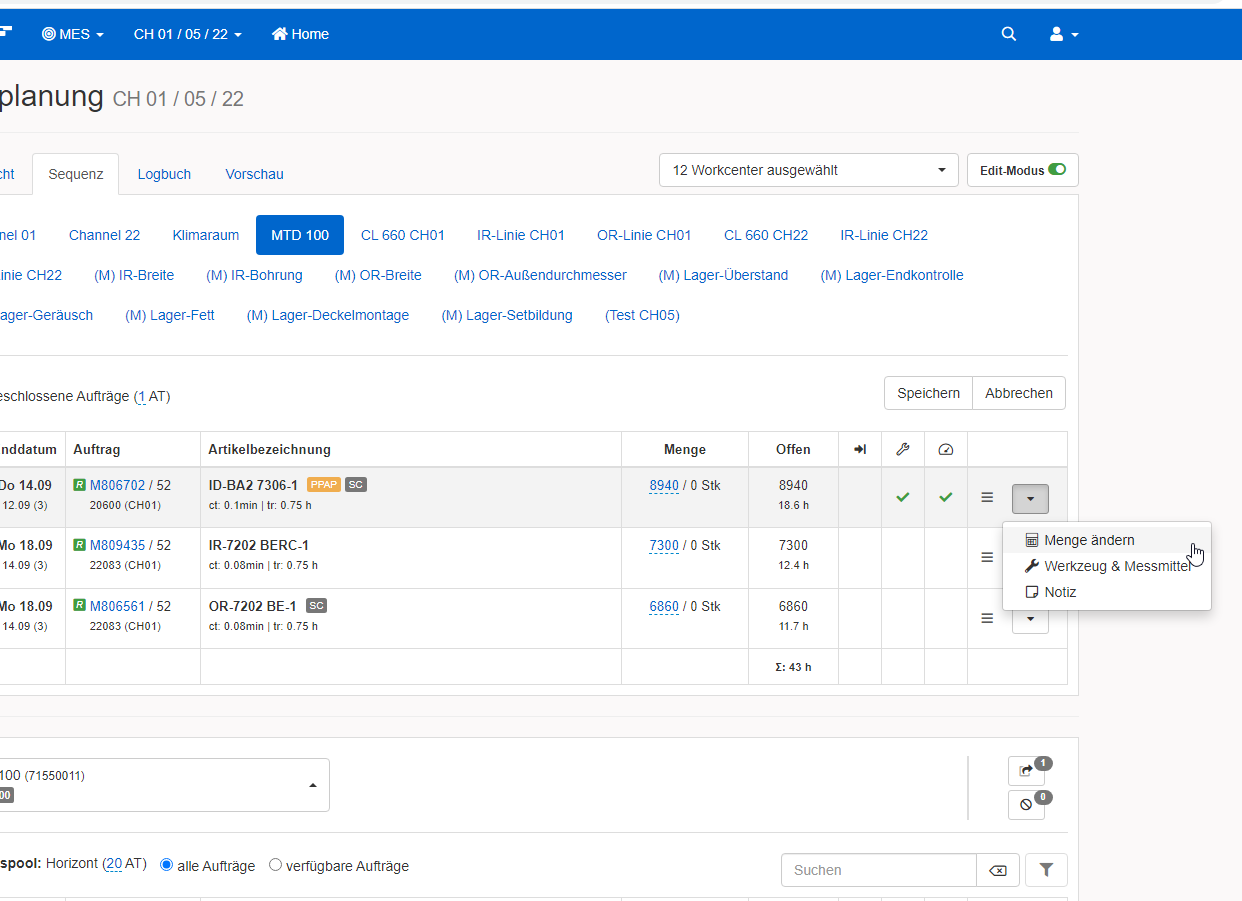 MES CH 01 / 05 / 22 Home
planung CH 01 / 05 / 22
cht Sequenz Logbuch Vorschau 12 Workcenter ausgewählt Edit-Modus
nel 01 Channel 22 Klimaraum MTD 100 CL 660 CH01 IR-Linie CH01 OR-Linie CH01 CL 660 CH22 IR-Linie CH22
inie CH22 (M) IR-Breite (M) IR-Bohrung (M) OR-Breite (M) OR-Außendurchmesser (M) Lager-Überstand (M) Lager-Endkontrolle
ager-Geräusch (M) Lager-Fett (M) Lager-Deckelmontage (M) Lager-Setbildung (Test CH05)
eschlossene Aufträge (1 AT) Speichern Abbrechen
nddatum Auftrag Artikelbezeichnung Menge Offen
Do 14.09 R M806702 / 52 ID-BA2 7306-1 PPAP SC 8940 / 0 Stk 8940
12.09 (3) 20600 (CH01) ct: 0.1min | tr: 0.75 h 18.6 h
Mo 18.09 R M809435 / 52 IR-7202 BERC-1 7300 / 0 Stk 7300
14.09 (3) 22083 (CH01) ct: 0.08min | tr: 0.75 h 12.4 h
Mo 18.09 R M806561 / 52 OR-7202 BE-1 SC 6860 / 0 Stk 6860
14.09 (3) 22083 (CH01) ct: 0.08min | tr: 0.75 h 11.7 h
Σ: 43 h
Menge ändern
Werkzeug & Messmittel
Notiz
100 (71550011) 1
00 0
spool: Horizont (20 AT) alle Aufträge verfügbare Aufträge Suchen